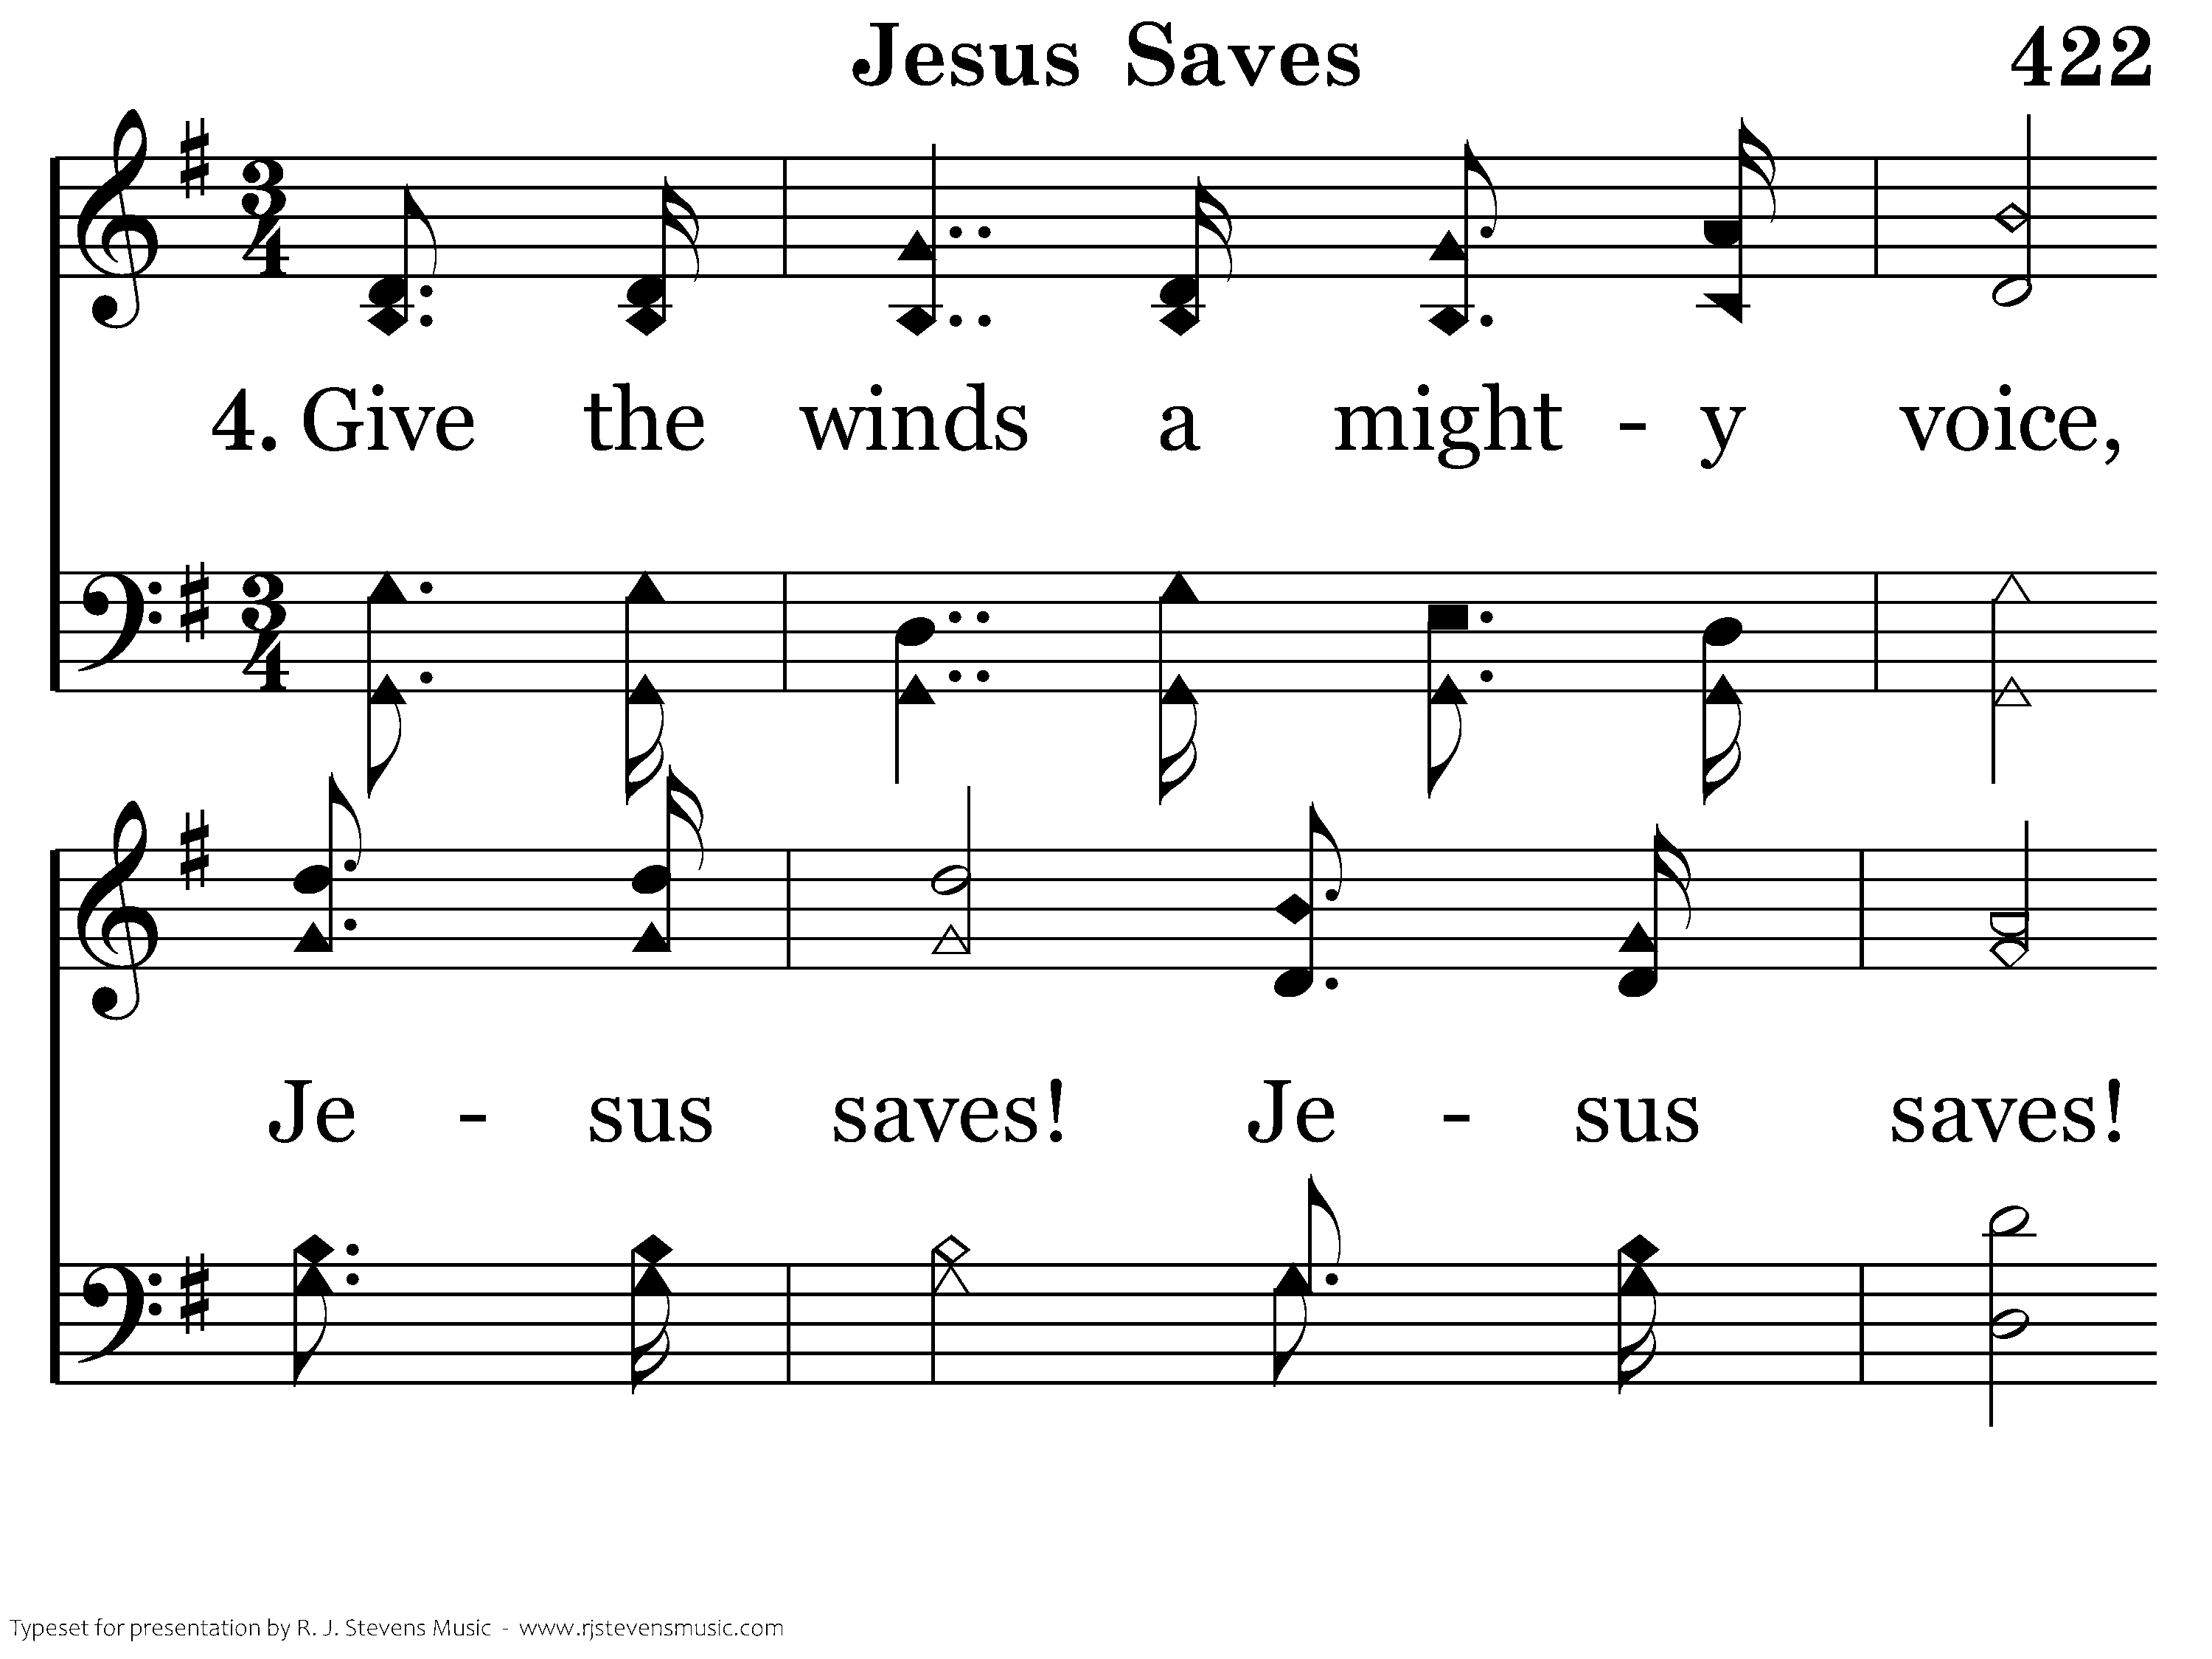 Jesus Saves 422
4. Give the winds a might - y voice,
Je - sus saves! Je - sus saves!
Typeset for presentation by R. J. Stevens Music - www.rjstevensmusic.com